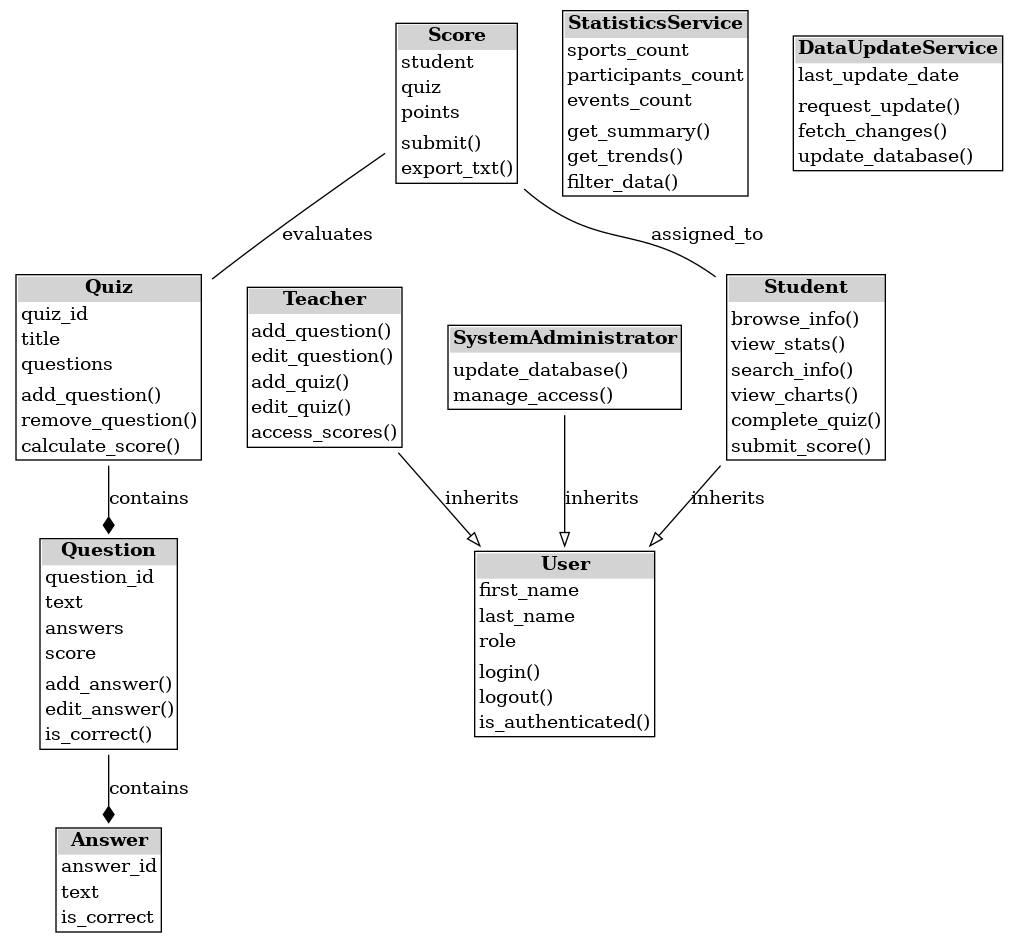 Score
student
quiz
points
submit()
export_txt()
StatisticsService
sports_count
participants_count
events_count
get_summary()
get_trends()
filter_data()
DataUpdateService
last_update_date
request_update()
fetch_changes()
update_database()
evaluates
assigned_to
Quiz
quiz_id
title
questions
add_question()
remove_question()
calculate_score()
Teacher
add_question()
edit_question()
add_quiz()
edit_quiz()
access_scores()
SystemAdministrator
update_database()
manage_access()
Student
browse_info()
view_stats()
search_info()
view_charts()
complete_quiz()
submit_score()
contains
inherits
inherits
inherits
Question
question_id
text
answers
score
add_answer()
edit_answer()
is_correct()
User
first_name
last_name
role
login()
logout()
is_authenticated()
contains
Answer
answer_id
text
is_correct